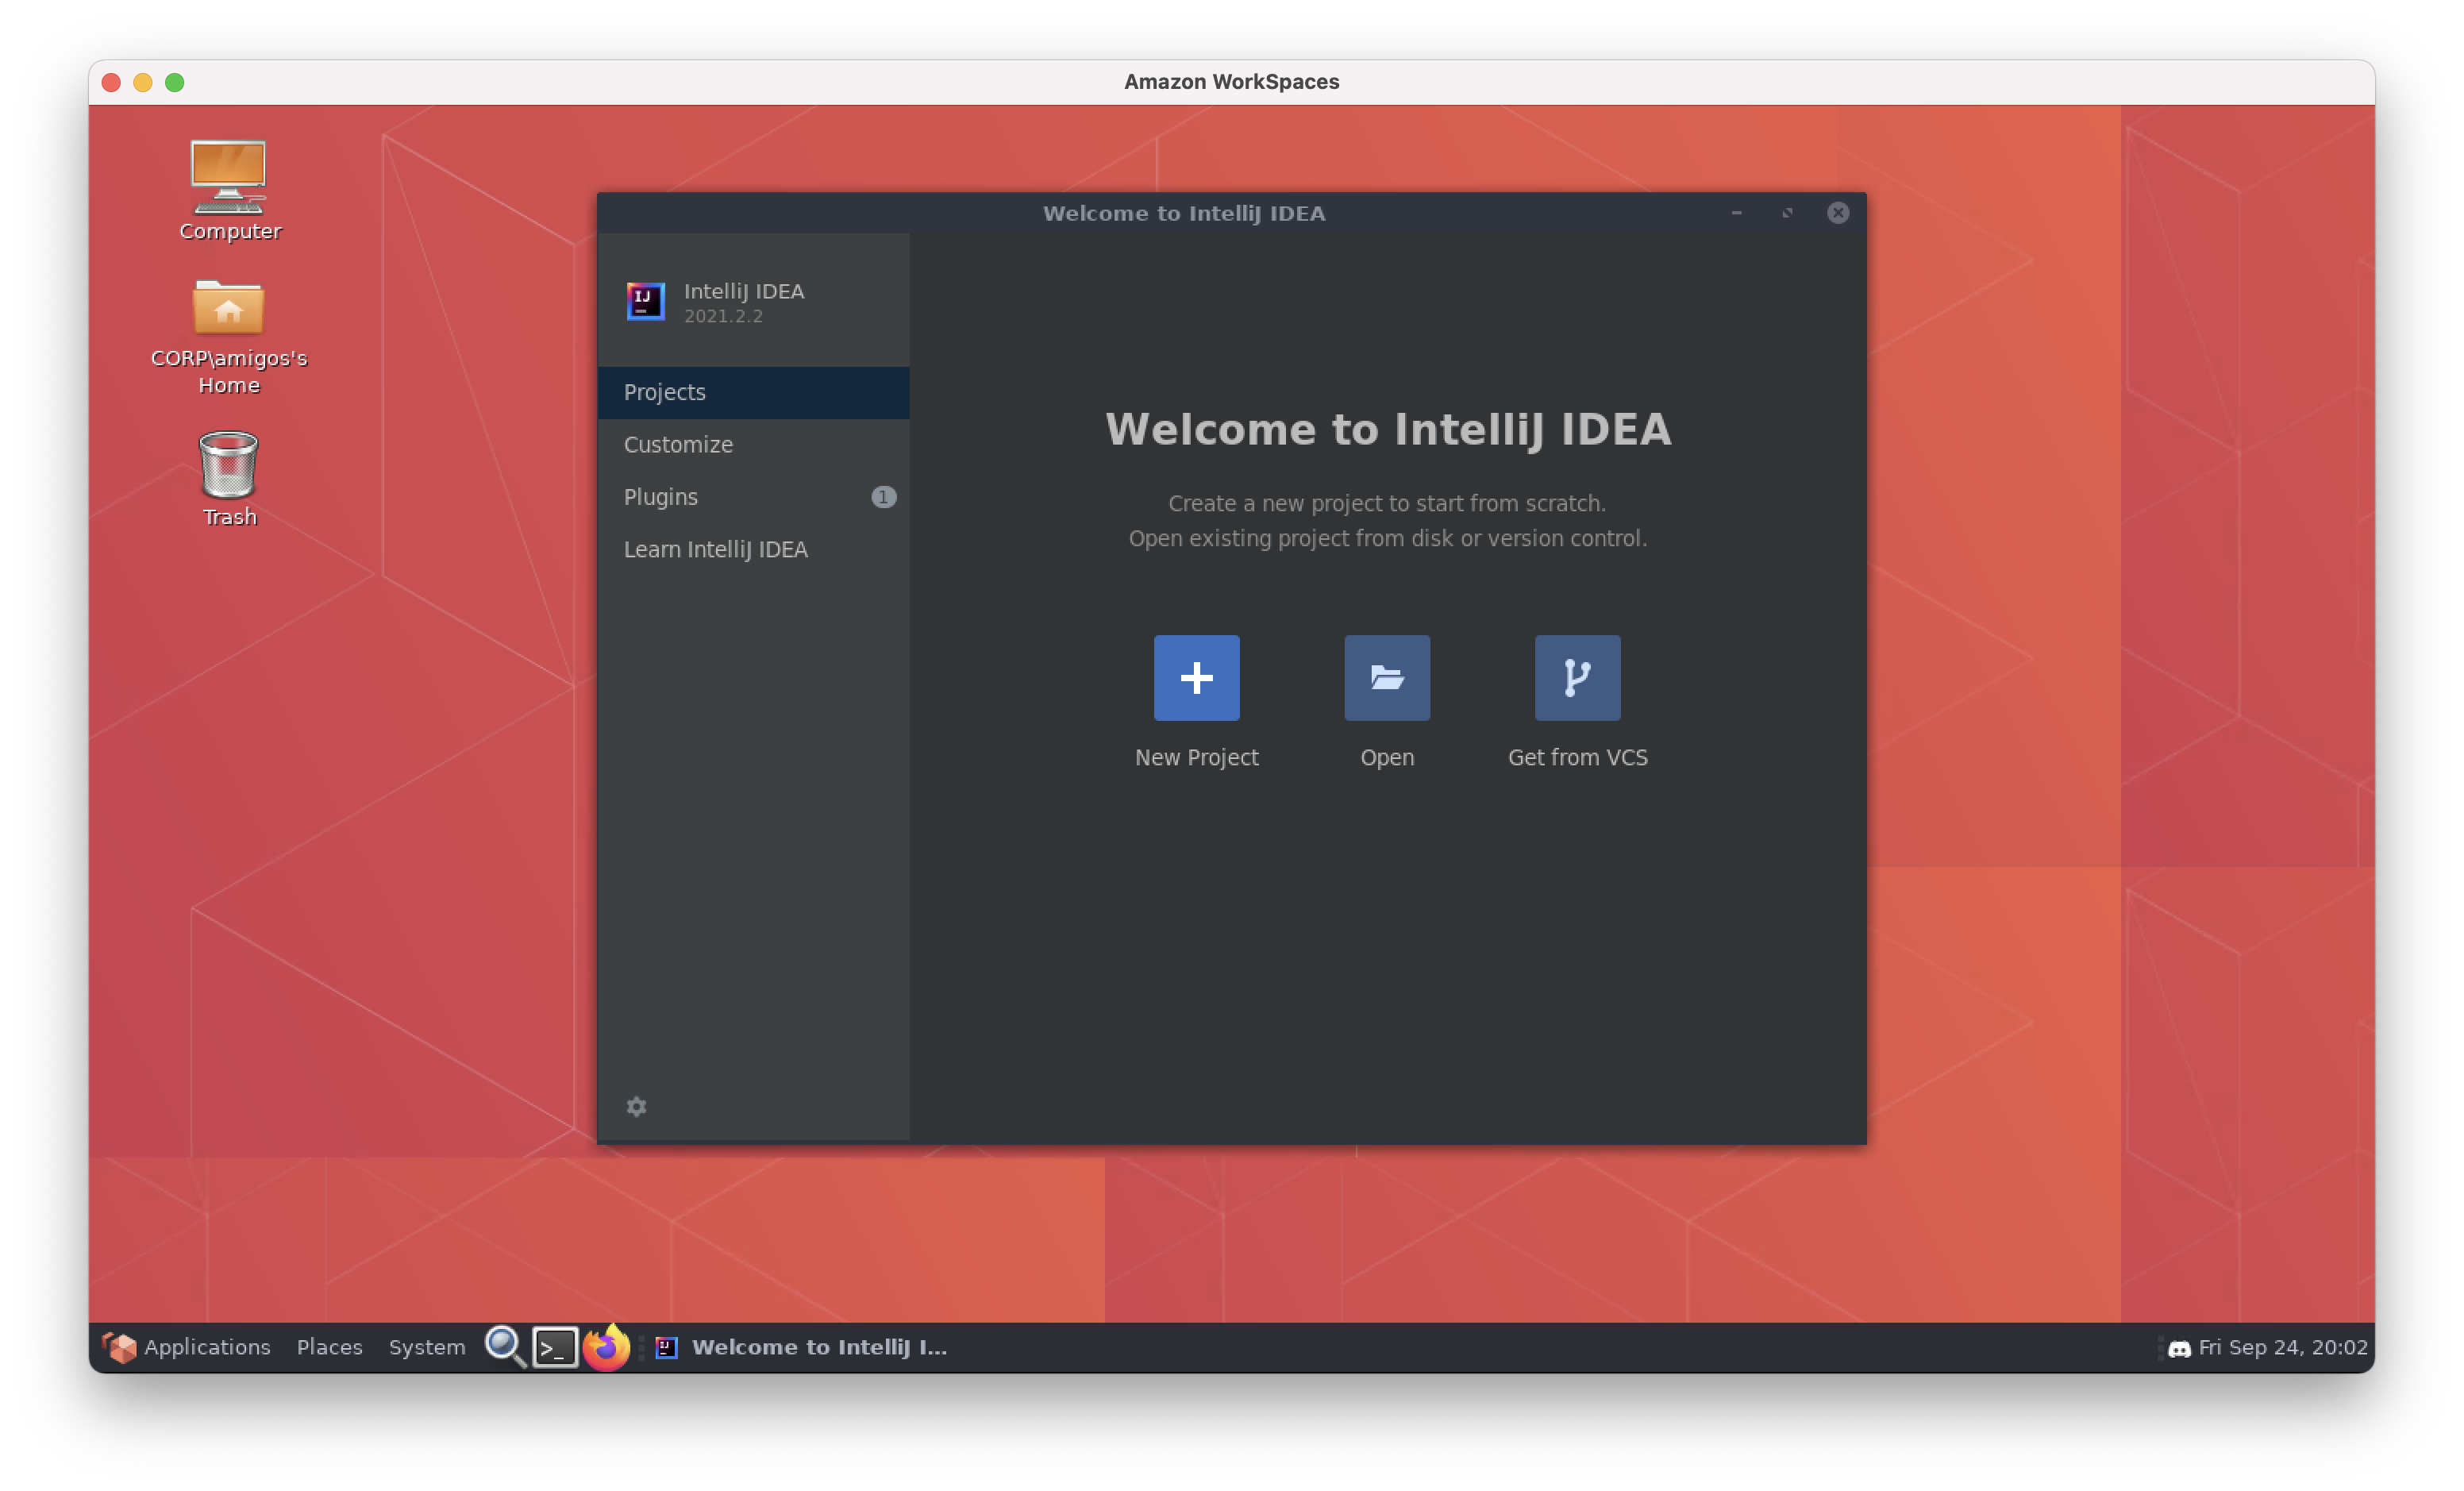 Amazon WorkSpaces
Computer
CORP\amigos's
Home
Trash
Welcome to IntelliJ IDEA
IJ
IntelliJ IDEA
2021.2.2
Projects
Customize
Plugins 1
Learn IntelliJ IDEA
Welcome to IntelliJ IDEA
Create a new project to start from scratch.
Open existing project from disk or version control.
New Project Open Get from VCS
Applications Places System >_ IJ Welcome to IntelliJ I... Fri Sep 24, 20:02